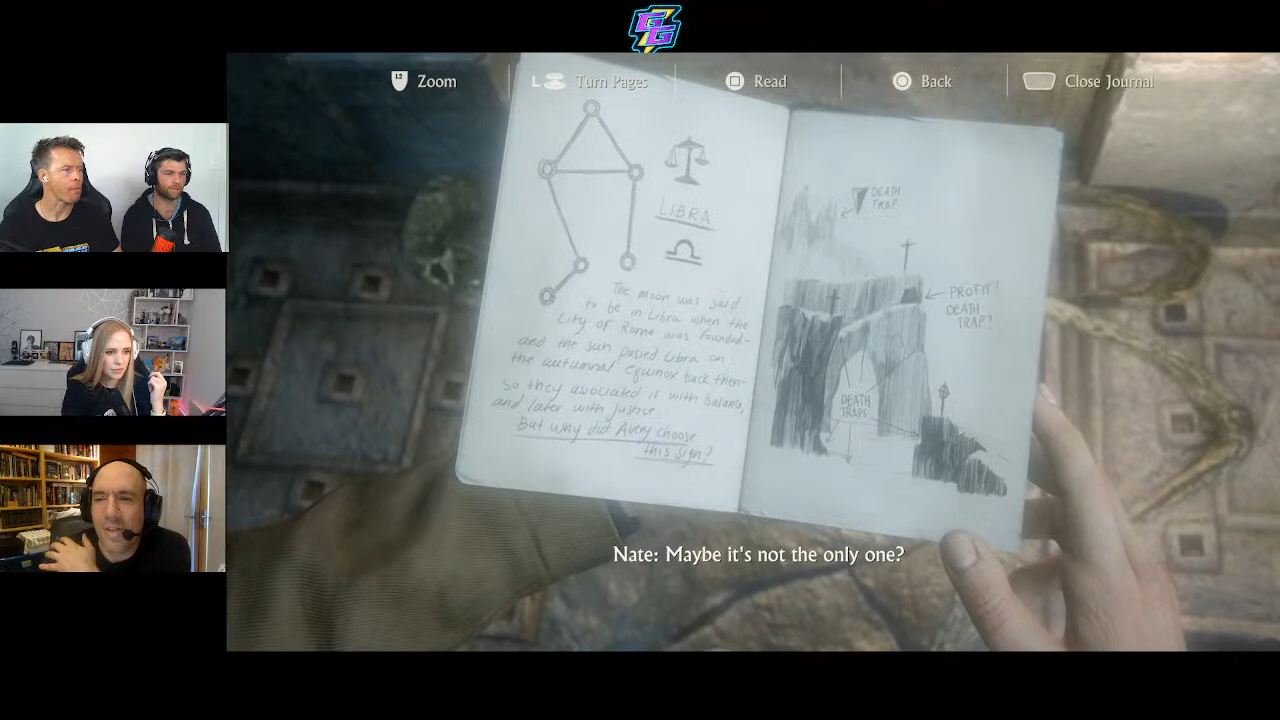 GG
L2 Zoom
L Turn Pages
Read
Back
Close Journal
LIBRA
The moon was said
to be in Libra when the
City of Rome was founded-
and the sun passed Libra on
the autumnal equinox back then-
So they associated it with balance,
and later with justice.
But why did Avery choose
this sign?
DEATH
TRAP
PROFIT?
DEATH
TRAP?
DEATH
TRAPS
Nate: Maybe it's not the only one?